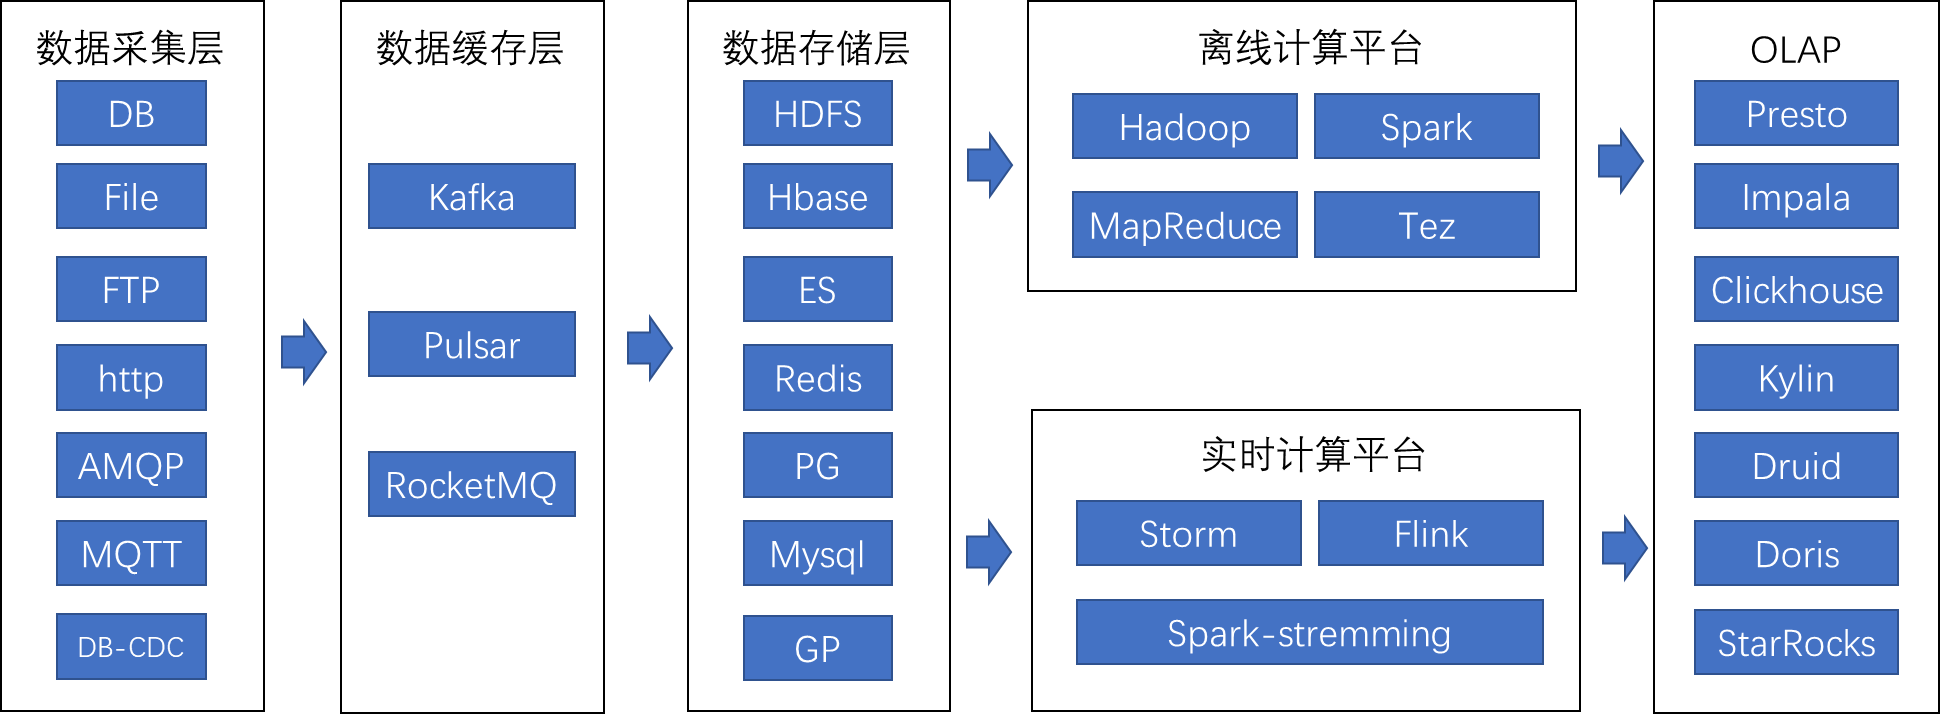 数据采集层
DB
File
FTP
http
AMQP
MQTT
DB-CDC
数据缓存层
Kafka
Pulsar
RocketMQ
数据存储层
HDFS
Hbase
ES
Redis
PG
Mysql
GP
离线计算平台
Hadoop
Spark
MapReduce
Tez
实时计算平台
Storm
Flink
Spark-stremming
OLAP
Presto
Impala
Clickhouse
Kylin
Druid
Doris
StarRocks